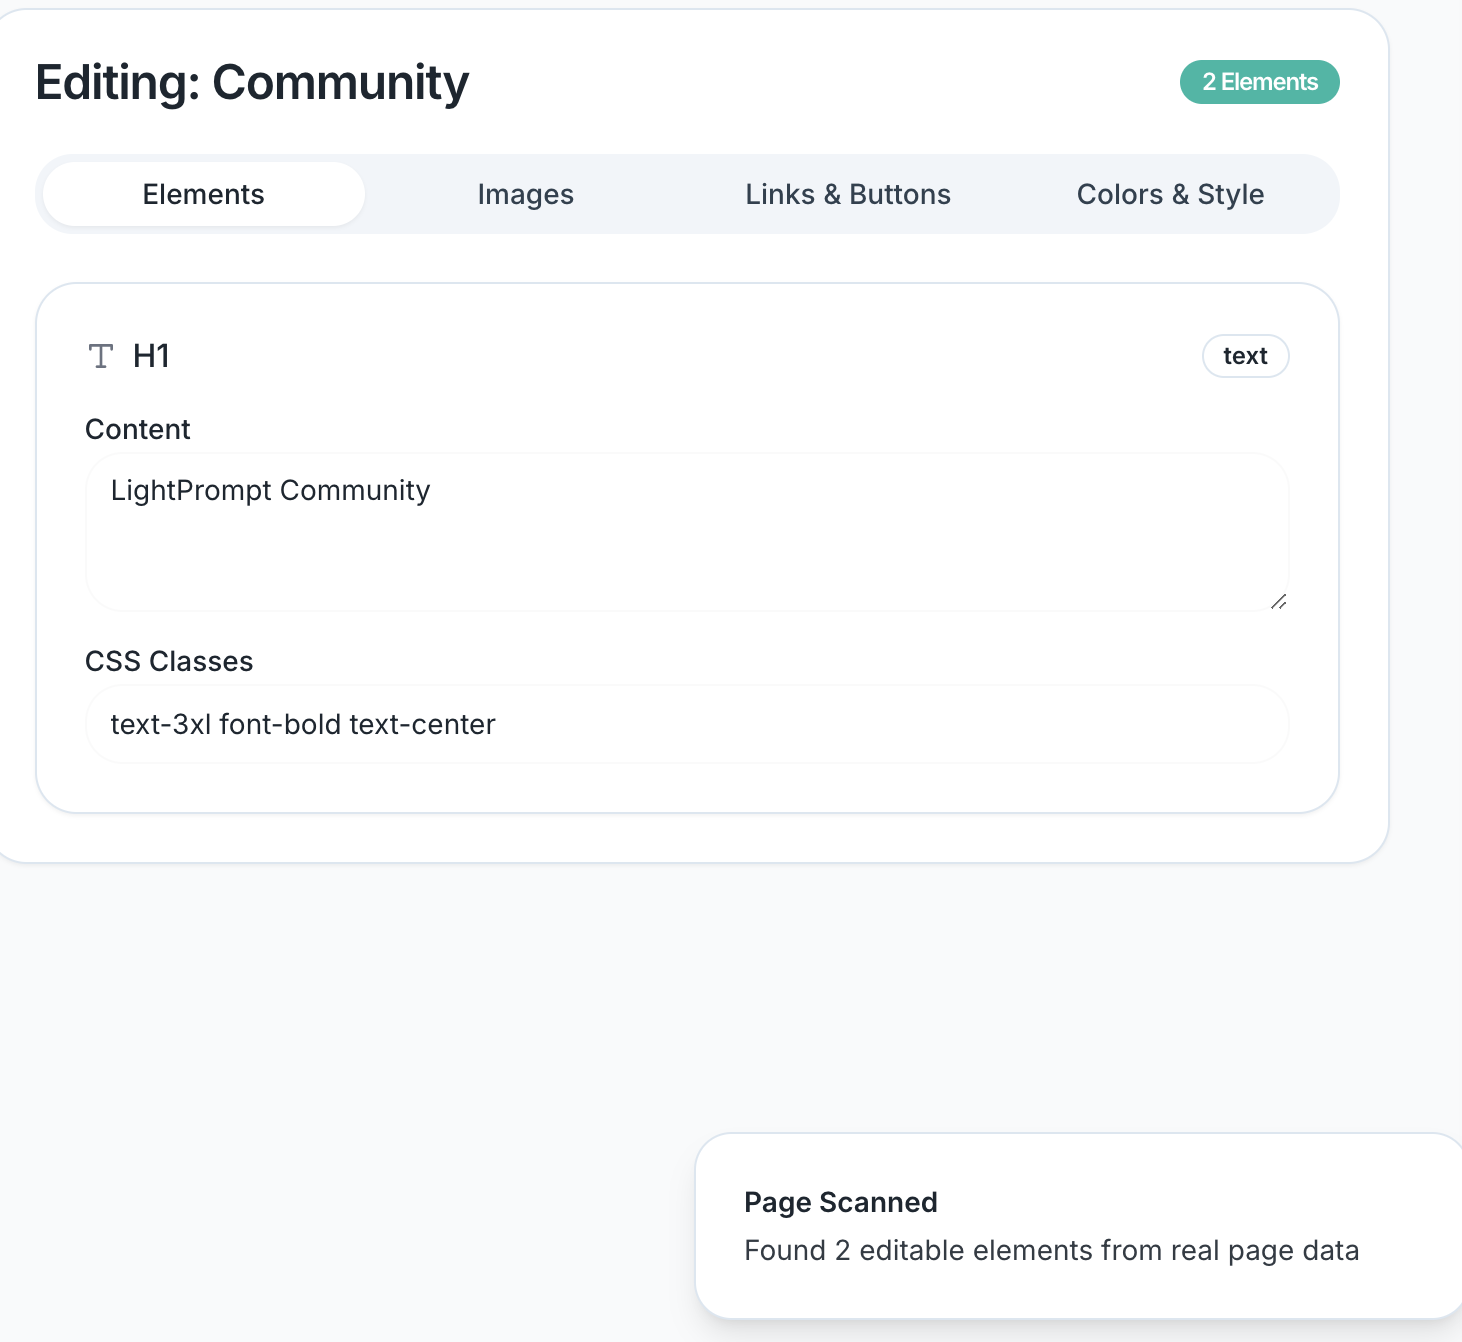 Editing: Community
2 Elements
Elements
Images
Links & Buttons
Colors & Style
H1
text
Content
LightPrompt Community
CSS Classes
text-3xl font-bold text-center
Page Scanned
Found 2 editable elements from real page data